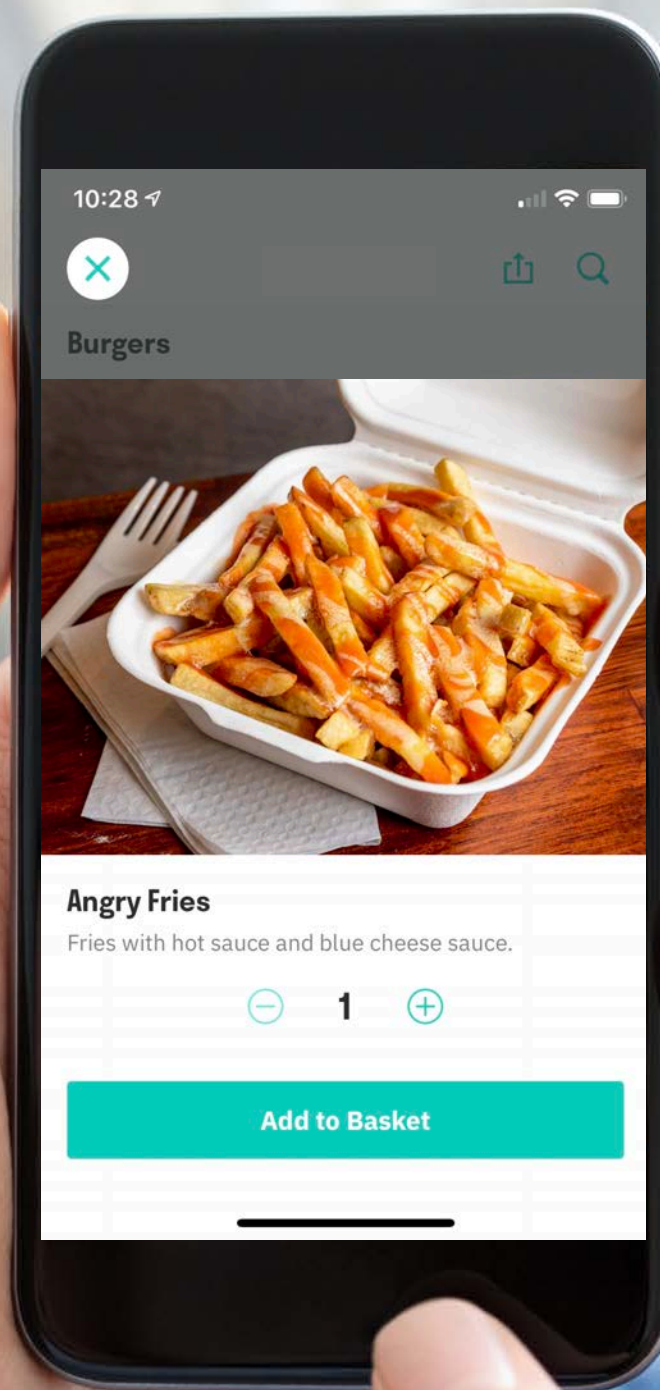 10:28
Burgers
Angry Fries
Fries with hot sauce and blue cheese sauce.
1
Add to Basket